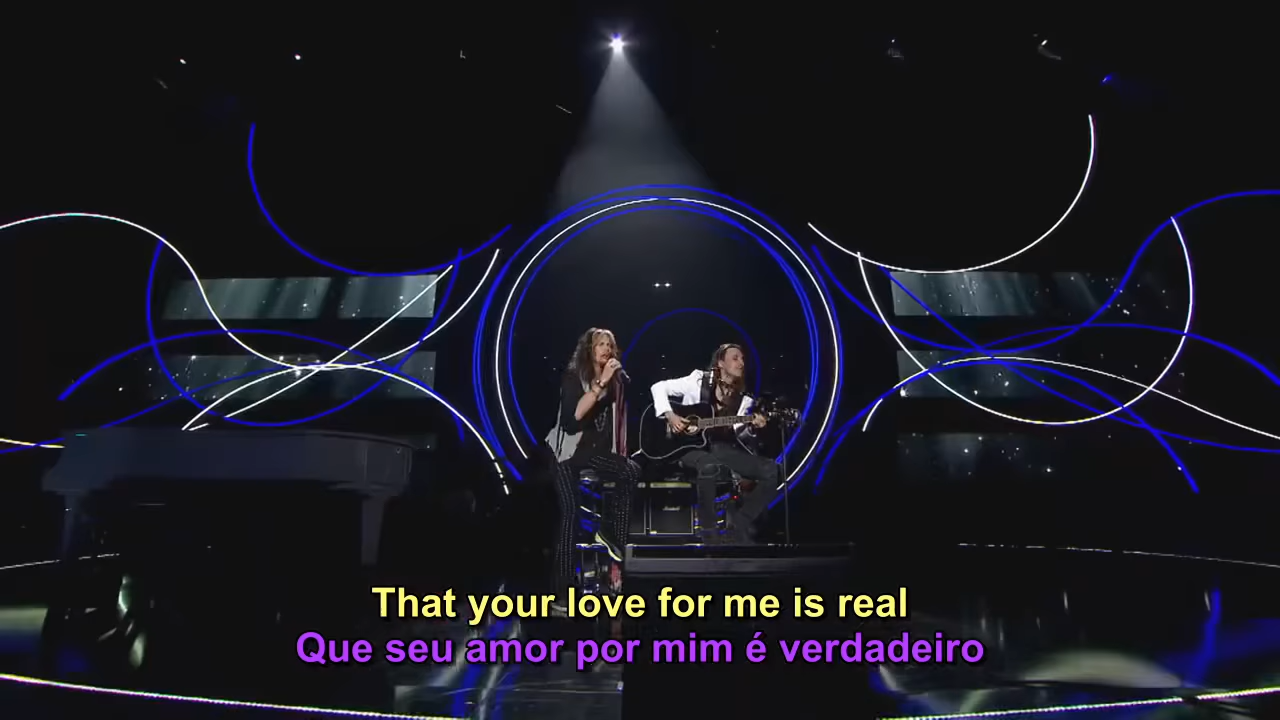 That your love for me is real
Que seu amor por mim é verdadeiro